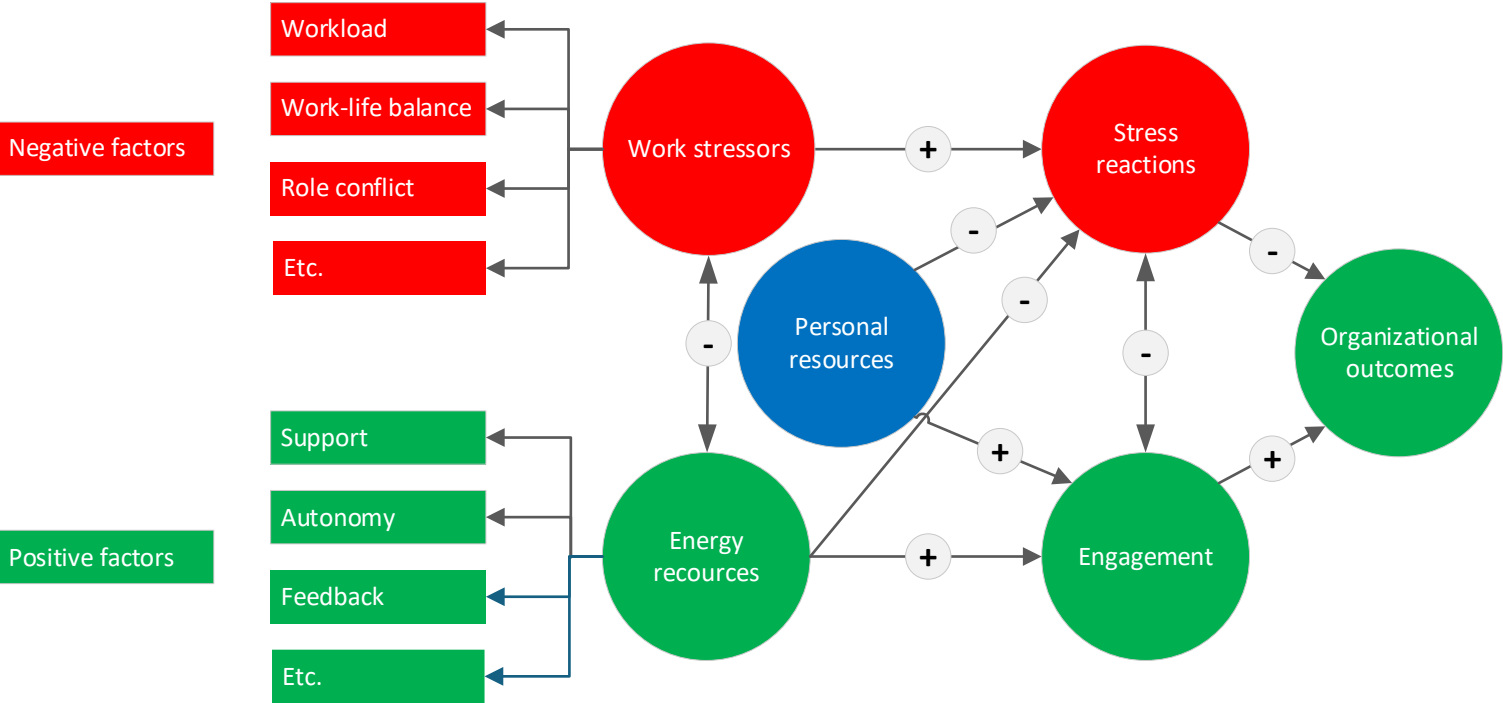 Workload
Work-life balance
Negative factors
Role conflict
Etc.
Work stressors
+
Stress
reactions
-
-
-
Personal
resources
-
-
Organizational
outcomes
Support
Autonomy
Positive factors
Feedback
Etc.
Energy
recources
+
+
Engagement
+